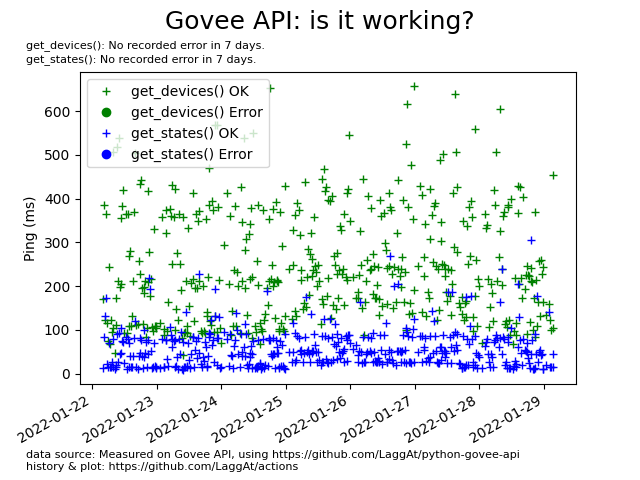 Govee API: is it working?
get_devices(): No recorded error in 7 days.
get_states(): No recorded error in 7 days.
get_devices() OK
get_devices() Error
get_states() OK
get_states() Error
Ping (ms)
600
500
400
300
200
100
0
2022-01-22
2022-01-23
2022-01-24
2022-01-25
2022-01-26
2022-01-27
2022-01-28
2022-01-29
data source: Measured on Govee API, using https://github.com/LaggAt/python-govee-api
history & plot: https://github.com/LaggAt/actions